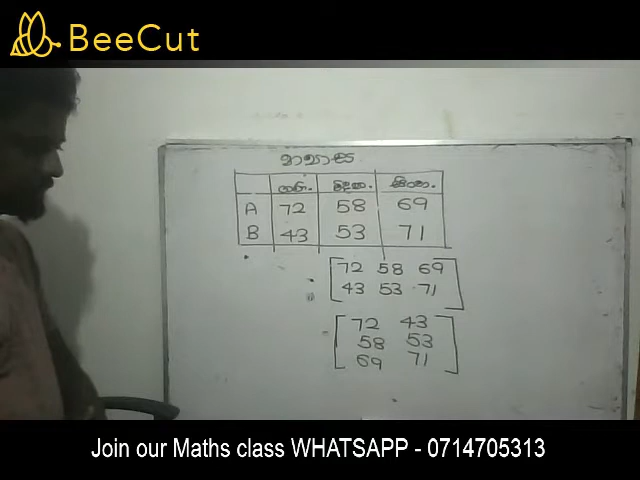 BeeCut
A 72 58 69
B 43 53 71
[72 58 69
43 53 71]
[72 43
58 53
69 71]
Join our Maths class WHATSAPP - 0714705313